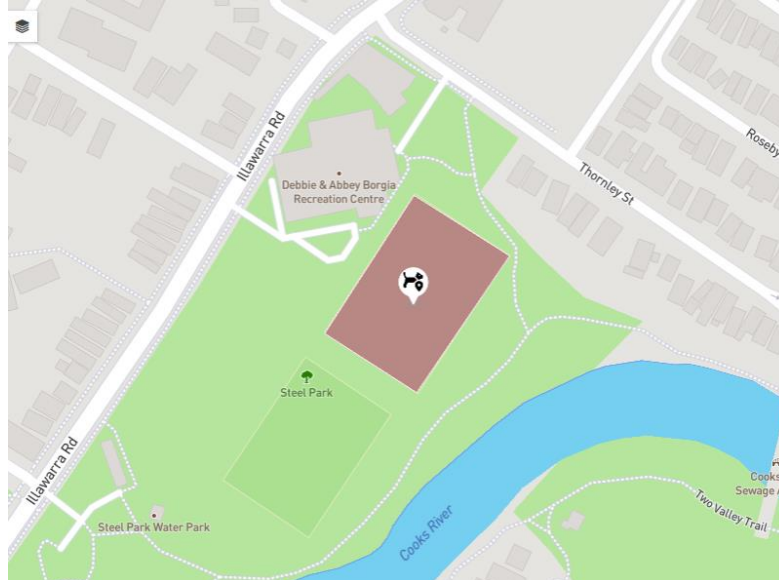 Illawarra Rd
Roseby
Debbie & Abbey Borgia
Recreation Centre
Thornley St
Steel Park
Illawarra Rd
Steel Park Water Park
Cooks River
Cooks
Sewage A
Two Valley Trail